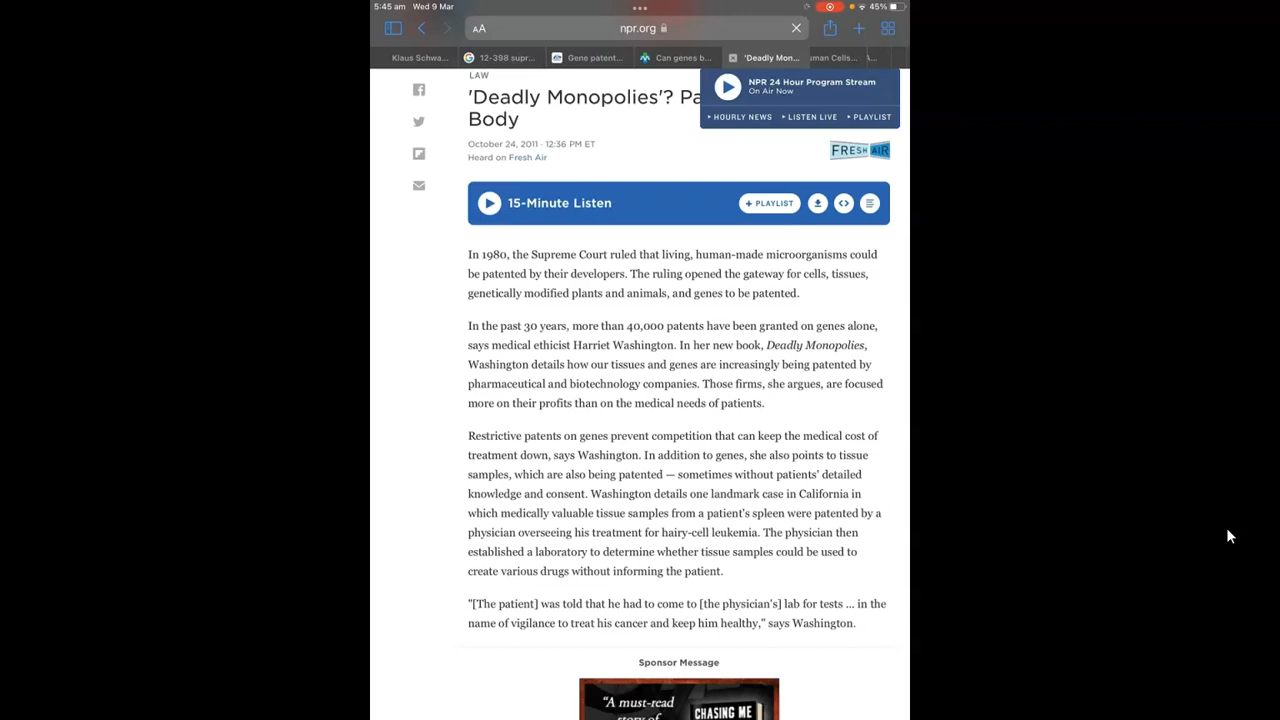 5:45 am Wed 9 Mar
45%
AA
npr.org
Klaus Schwa...
12-398 supr...
Gene patent...
Can genes b...
'Deadly Mon...
uman Cells...
LAW
'Deadly Monopolies'? Pa
Body
NPR 24 Hour Program Stream
On Air Now
HOURLY NEWS
LISTEN LIVE
PLAYLIST
October 24, 2011 · 12:36 PM ET
Heard on Fresh Air
FRESH AIR
15-Minute Listen
+ PLAYLIST
In 1980, the Supreme Court ruled that living, human-made microorganisms could
be patented by their developers. The ruling opened the gateway for cells, tissues,
genetically modified plants and animals, and genes to be patented.
In the past 30 years, more than 40,000 patents have been granted on genes alone,
says medical ethicist Harriet Washington. In her new book, Deadly Monopolies,
Washington details how our tissues and genes are increasingly being patented by
pharmaceutical and biotechnology companies. Those firms, she argues, are focused
more on their profits than on the medical needs of patients.
Restrictive patents on genes prevent competition that can keep the medical cost of
treatment down, says Washington. In addition to genes, she also points to tissue
samples, which are also being patented — sometimes without patients' detailed
knowledge and consent. Washington details one landmark case in California in
which medically valuable tissue samples from a patient's spleen were patented by a
physician overseeing his treatment for hairy-cell leukemia. The physician then
established a laboratory to determine whether tissue samples could be used to
create various drugs without informing the patient.
"[The patient] was told that he had to come to [the physician's] lab for tests ... in the
name of vigilance to treat his cancer and keep him healthy," says Washington.
Sponsor Message
"A must-read
story of
CHASING ME